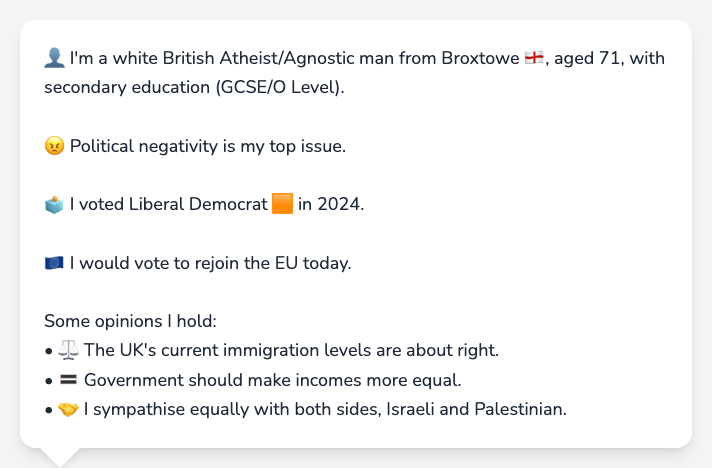 👤 I'm a white British Atheist/Agnostic man from Broxtowe 🏴󠁧󠁢󠁥󠁮󠁧󠁿, aged 71, with
secondary education (GCSE/O Level).
😠 Political negativity is my top issue.
🗳️ I voted Liberal Democrat 🟧 in 2024.
🇪🇺 I would vote to rejoin the EU today.
Some opinions I hold:
• ⚖️ The UK's current immigration levels are about right.
• 🟰 Government should make incomes more equal.
• 🤝 I sympathise equally with both sides, Israeli and Palestinian.